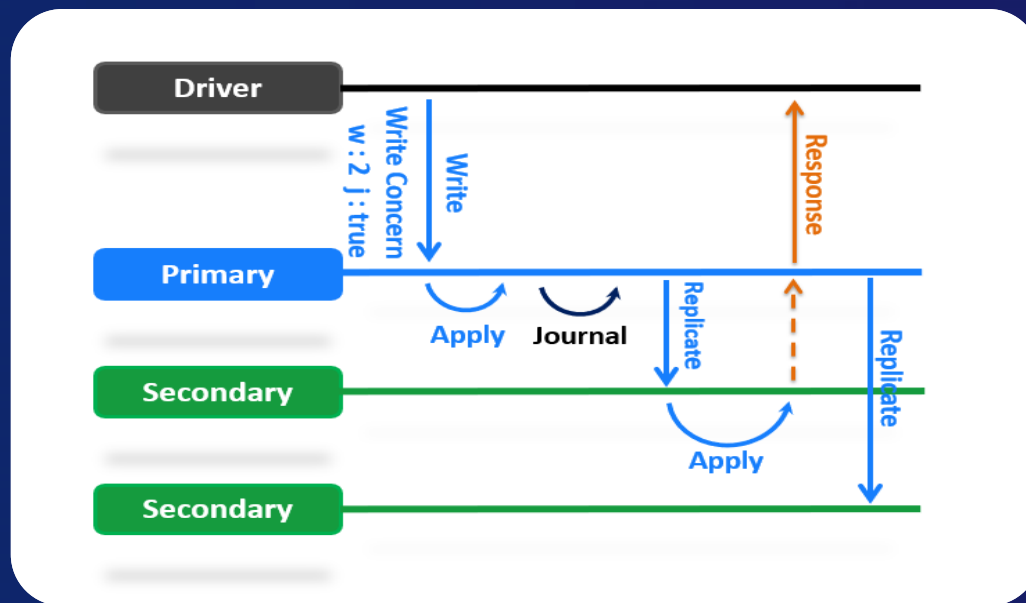 Driver
Write Concern
w : 2 j : true
Write
Response
Primary
Apply
Journal
Replicate
Replicate
Secondary
Apply
Secondary